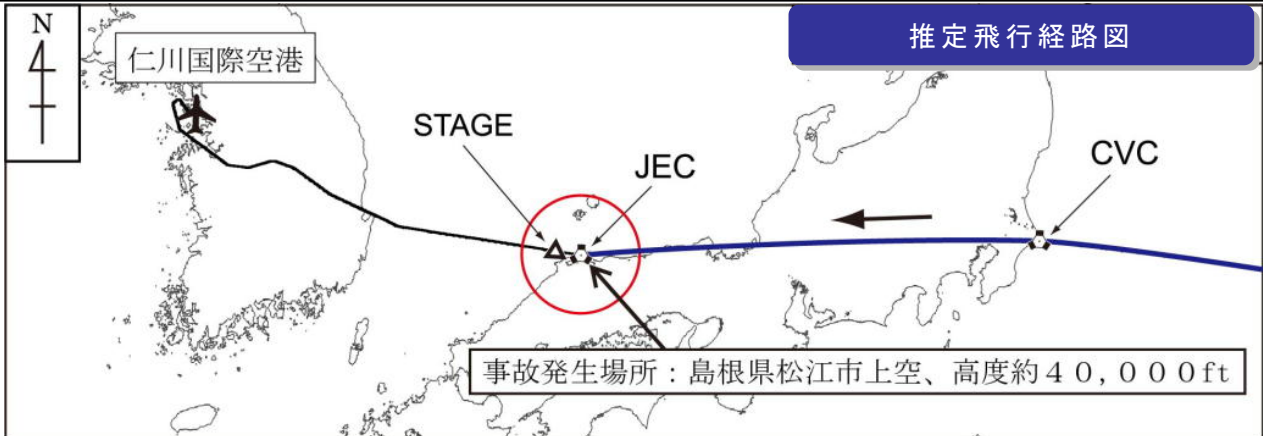 推定飛行経路図
N
仁川国際空港
STAGE
JEC
CVC
事故発生場所：島根県松江市上空、高度約４０,０００ft